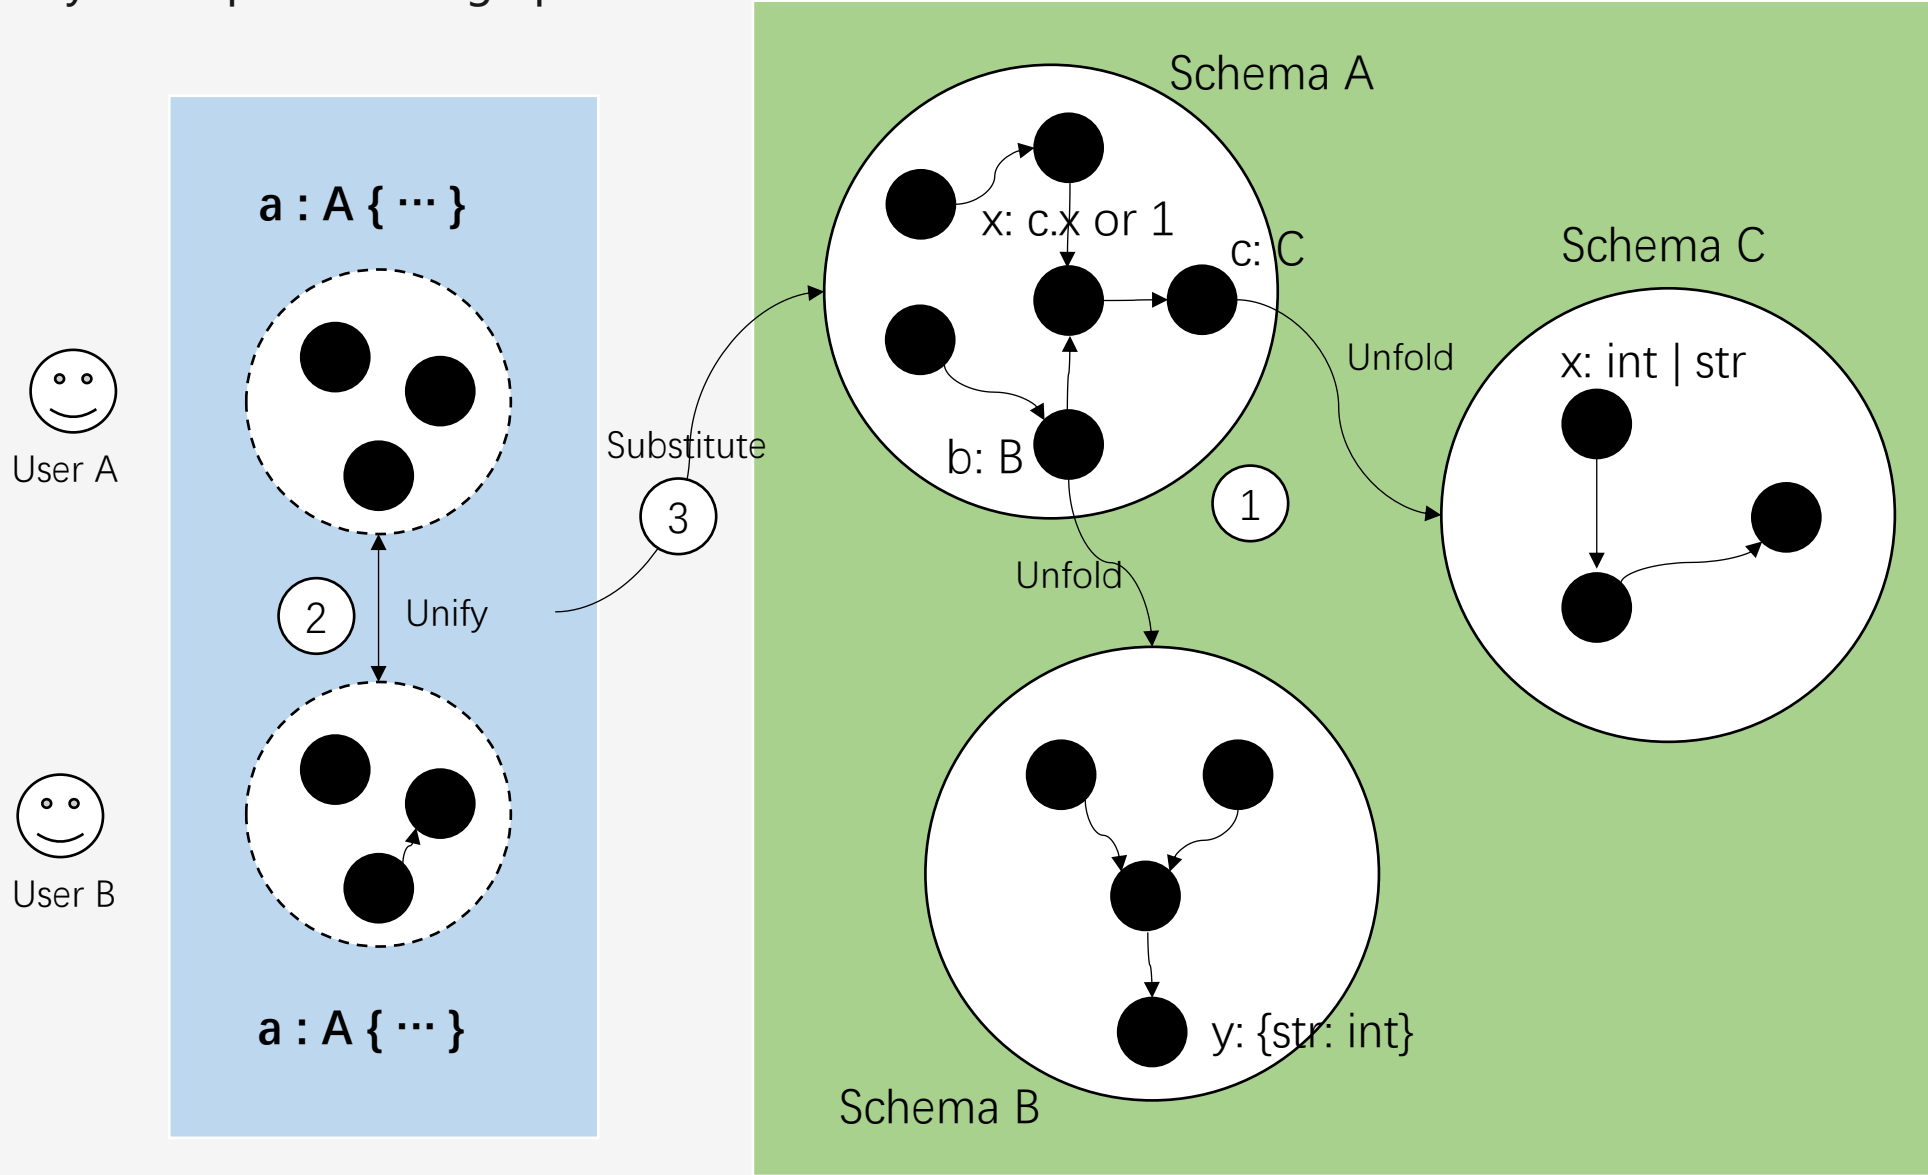 a : A { ··· }
User A
2
Unify
User B
a : A { ··· }
Substitute
3
Schema A
x: c.x or 1
c: C
b: B
1
Unfold
Unfold
Schema C
x: int | str
y: {str: int}
Schema B